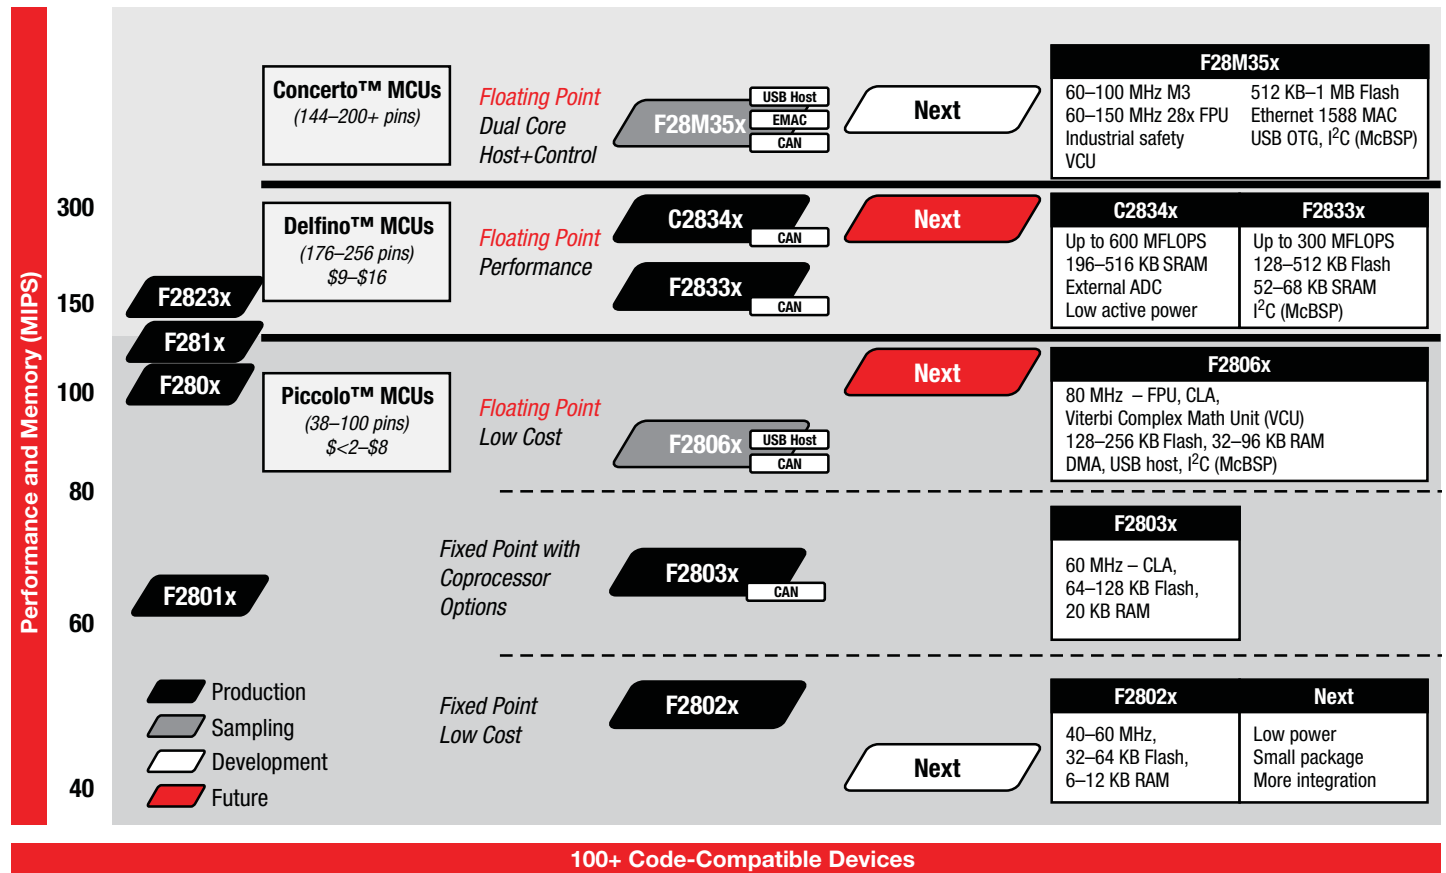 Performance and Memory (MIPS)
300
150
100
80
60
40
Concerto™ MCUs
(144–200+ pins)
Floating Point
Dual Core
Host+Control
F28M35x
USB Host
EMAC
CAN
Next
F28M35x
60–100 MHz M3
60–150 MHz 28x FPU
Industrial safety
VCU
512 KB–1 MB Flash
Ethernet 1588 MAC
USB OTG, I²C (McBSP)
Delfino™ MCUs
(176–256 pins)
$9–$16
Floating Point
Performance
C2834x
CAN
F2833x
CAN
Next
C2834x
Up to 600 MFLOPS
196–516 KB SRAM
External ADC
Low active power
F2833x
Up to 300 MFLOPS
128–512 KB Flash
52–68 KB SRAM
I²C (McBSP)
F2823x
F281x
F280x
Piccolo™ MCUs
(38–100 pins)
$<2–$8
Floating Point
Low Cost
F2806x
USB Host
CAN
Next
F2806x
80 MHz – FPU, CLA,
Viterbi Complex Math Unit (VCU)
128–256 KB Flash, 32–96 KB RAM
DMA, USB host, I²C (McBSP)
F2801x
Fixed Point with
Coprocessor
Options
F2803x
CAN
F2803x
60 MHz – CLA,
64–128 KB Flash,
20 KB RAM
Production
Sampling
Development
Future
Fixed Point
Low Cost
F2802x
Next
F2802x
40–60 MHz,
32–64 KB Flash,
6–12 KB RAM
Next
Low power
Small package
More integration
100+ Code-Compatible Devices